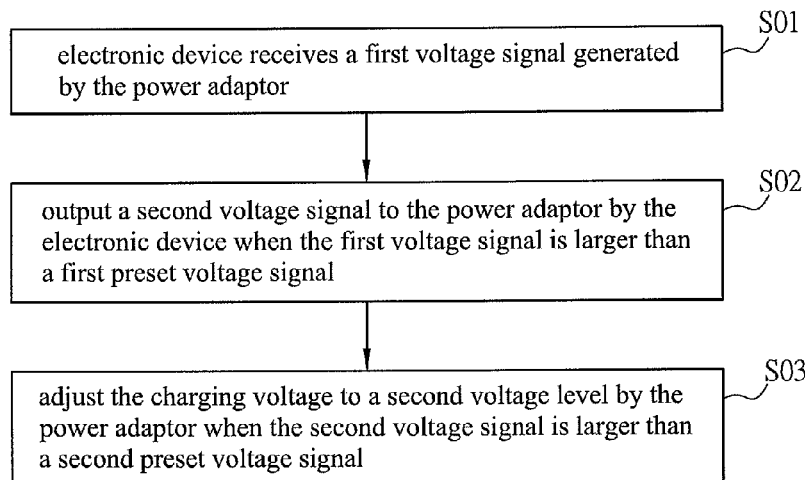 electronic device receives a first voltage signal generated
by the power adaptor
S01
output a second voltage signal to the power adaptor by the
electronic device when the first voltage signal is larger than
a first preset voltage signal
S02
adjust the charging voltage to a second voltage level by the
power adaptor when the second voltage signal is larger than
a second preset voltage signal
S03